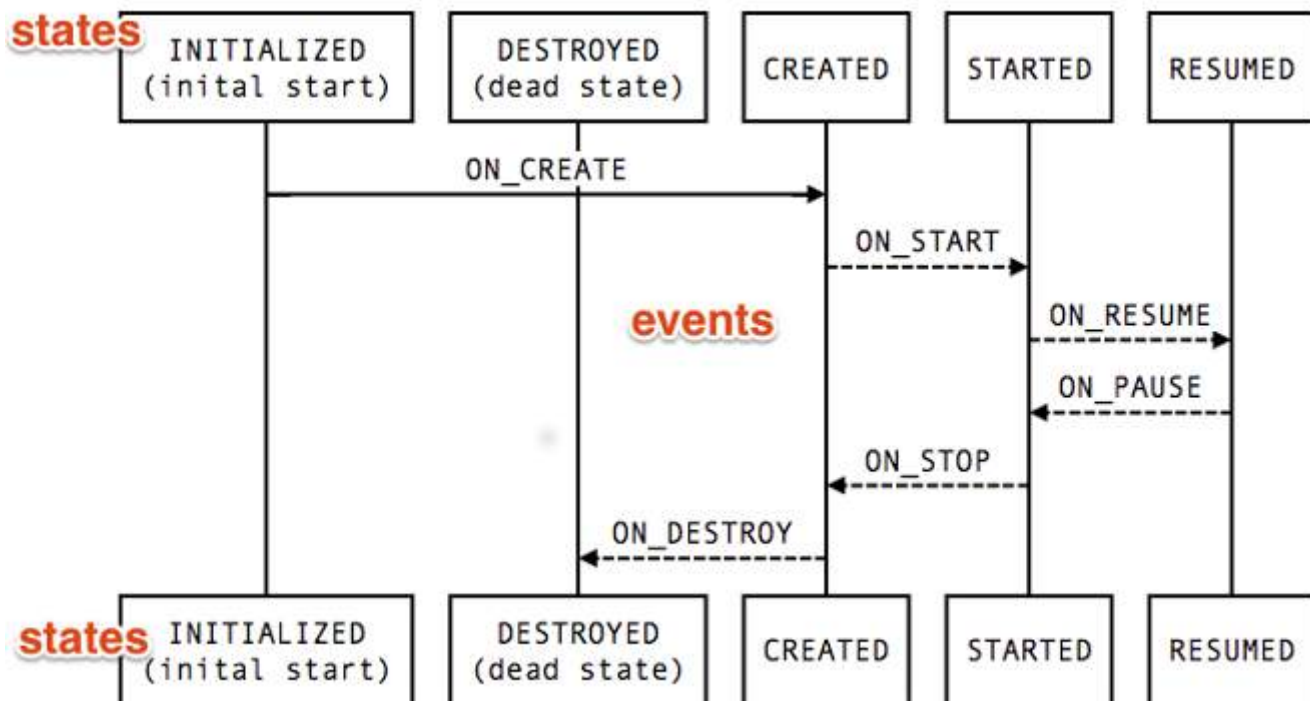 states
INITIALIZED
(inital start)
DESTROYED
(dead state)
CREATED
STARTED
RESUMED
ON_CREATE
ON_START
events
ON_RESUME
ON_PAUSE
ON_STOP
ON_DESTROY
states
INITIALIZED
(inital start)
DESTROYED
(dead state)
CREATED
STARTED
RESUMED